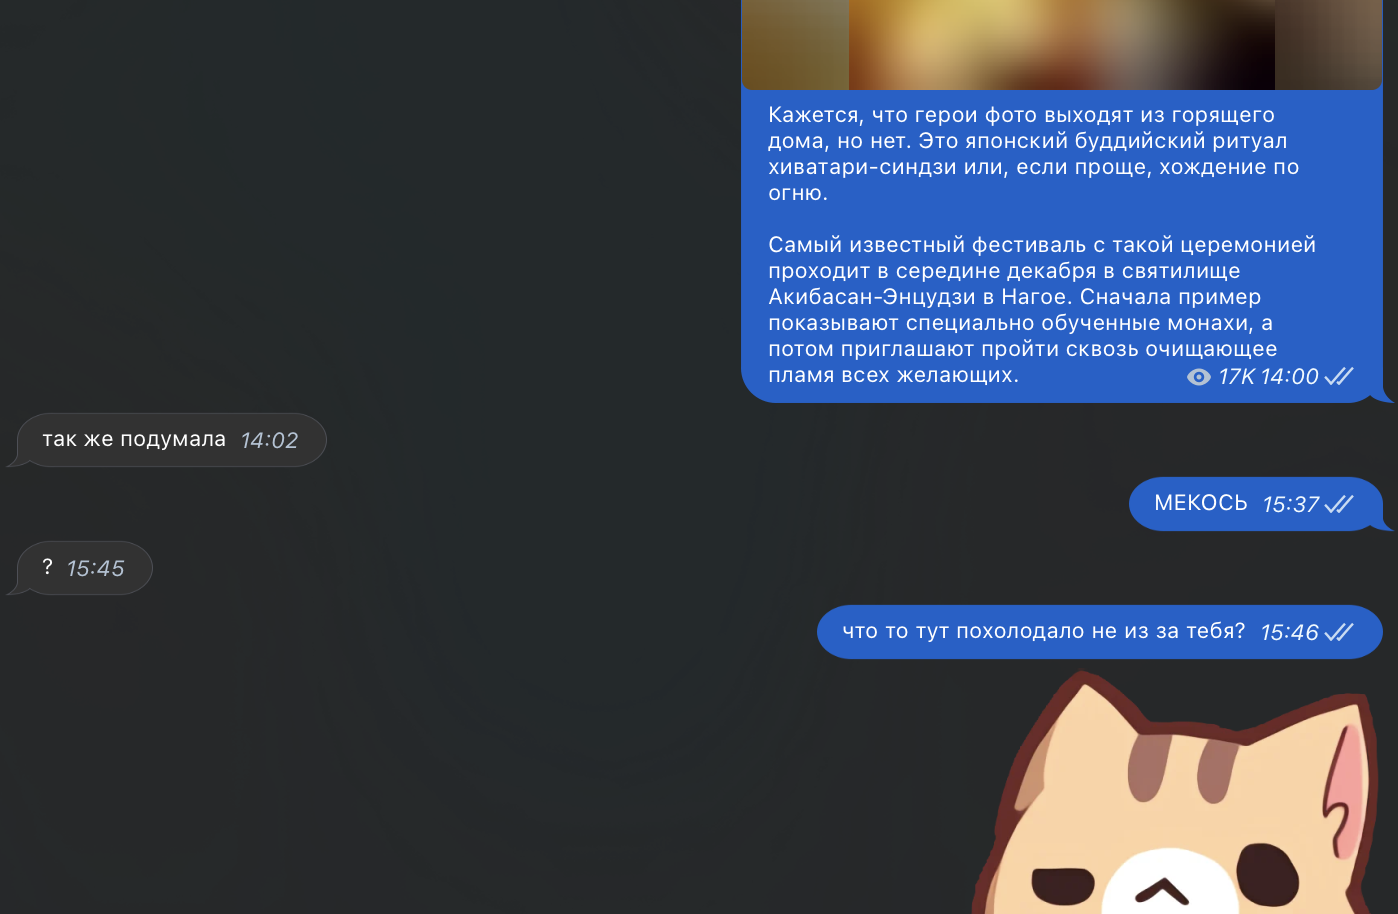 Кажется, что герои фото выходят из горящего
дома, но нет. Это японский буддийский ритуал
хиватари-синдзи или, если проще, хождение по
огню.
Самый известный фестиваль с такой церемонией
проходит в середине декабря в святилище
Акибасан-Энцудзи в Нагое. Сначала пример
показывают специально обученные монахи, а
потом приглашают пройти сквозь очищающее
пламя всех желающих. 17K 14:00
так же подумала 14:02
МЕКОСЬ 15:37
? 15:45
что то тут похолодало не из за тебя? 15:46